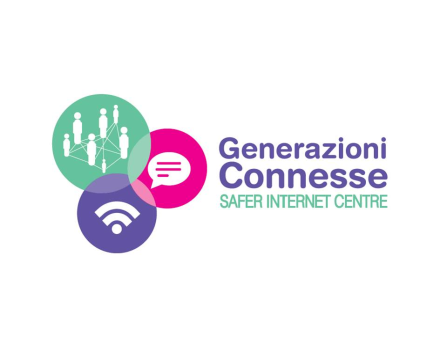 Generazioni
Connesse
SAFER INTERNET CENTRE